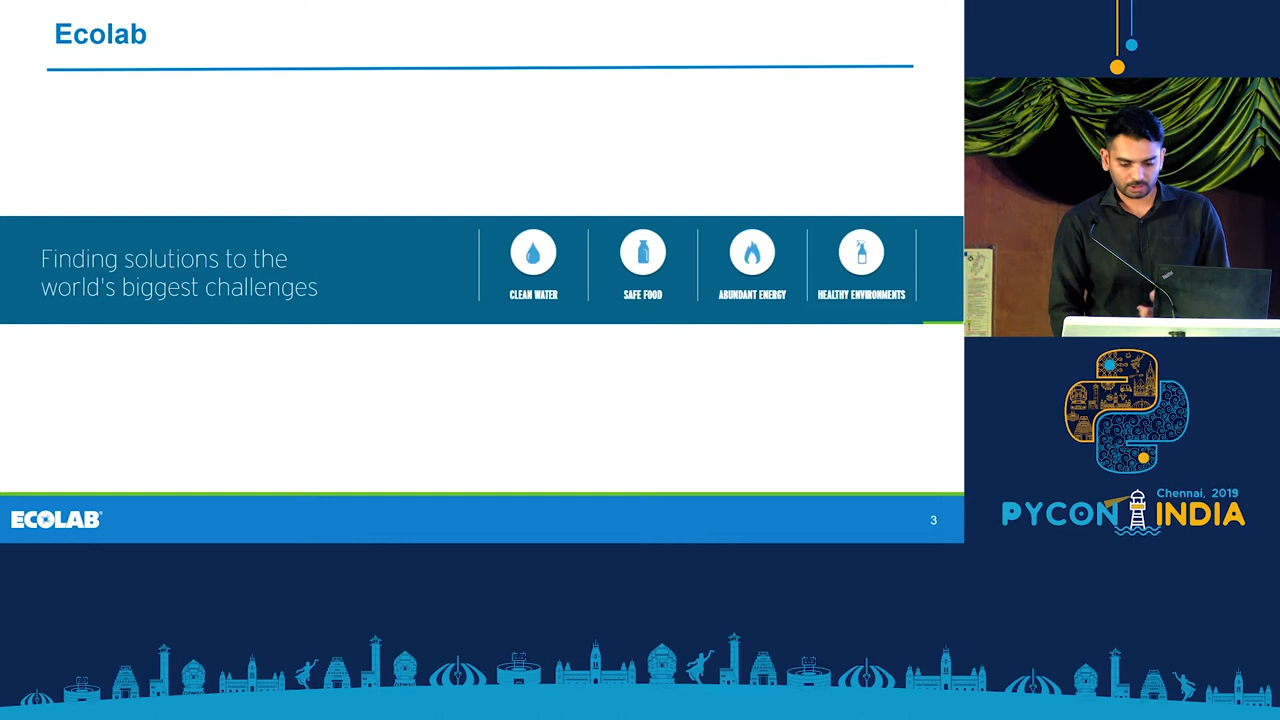 Ecolab
Finding solutions to the
world's biggest challenges
CLEAN WATER
SAFE FOOD
ABUNDANT ENERGY
HEALTHY ENVIRONMENTS
ECOLAB®
3
Chennai, 2019
PYCON INDIA